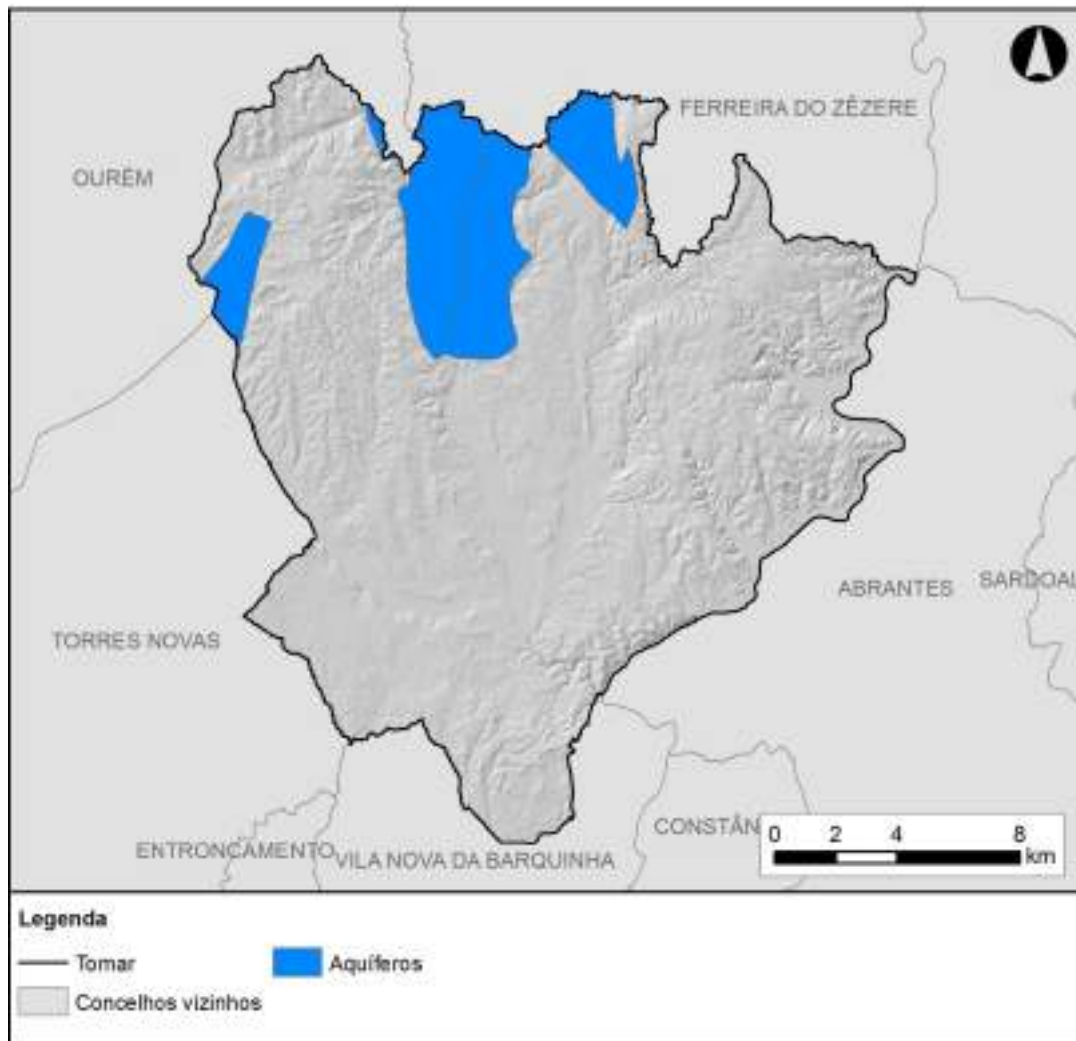 FERREIRA DO ZÊZERE
OURÉM
ABRANTES
SARDOAL
TORRES NOVAS
CONSTÂN
ENTRONCAMENTO
VILA NOVA DA BARQUINHA
0 2 4 8
km
Legenda
Tomar
Aquíferos
Concelhos vizinhos